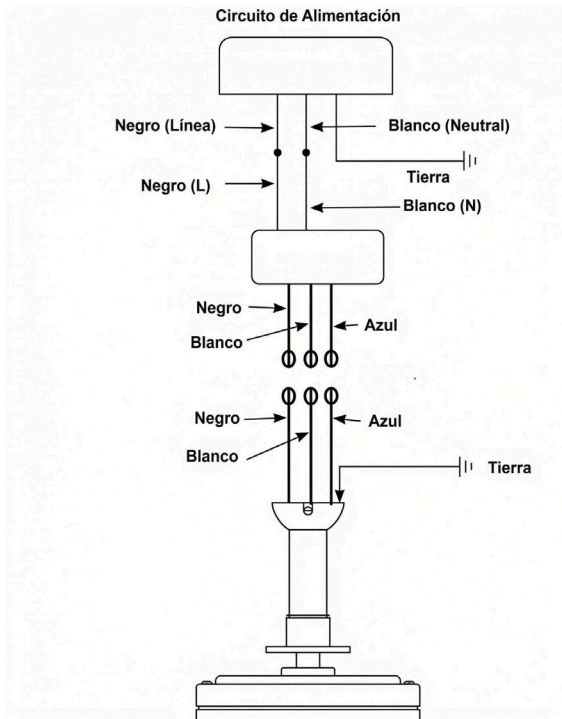 Circuito de Alimentación
Negro (Línea)
Blanco (Neutral)
Tierra
Negro (L)
Blanco (N)
Negro
Azul
Blanco
Negro
Azul
Blanco
Tierra